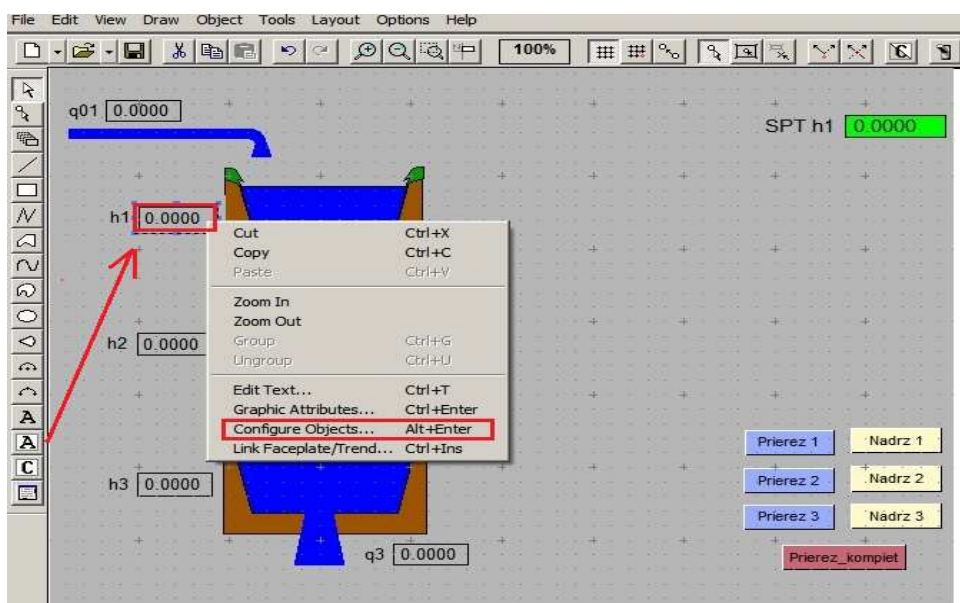 File Edit View Draw Object Tools Layout Options Help
100%
q01 0.0000
SPT h1 0.0000
h1 0.0000
Cut Ctrl+X
Copy Ctrl+C
Paste Ctrl+V
Zoom In
Zoom Out
Group Ctrl+G
Ungroup Ctrl+U
Edit Text... Ctrl+T
Graphic Attributes... Ctrl+Enter
Configure Objects... Alt+Enter
Link Faceplate/Trend... Ctrl+Ins
h2 0.0000
A
A
C
Prierez 1 Nadrz 1
h3 0.0000
Prierez 2 Nadrz 2
Prierez 3 Nadrz 3
q3 0.0000
Prierez_komplet